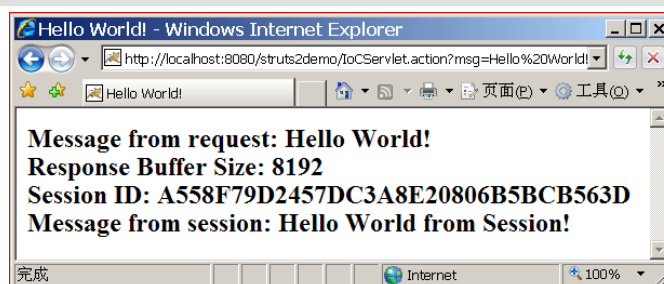 Hello World! - Windows Internet Explorer
http://localhost:8080/struts2demo/IoCServlet.action?msg=Hello%20World!
Hello World! 页面(P) 工具(O) »
Message from request: Hello World!
Response Buffer Size: 8192
Session ID: A558F79D2457DC3A8E20806B5BCB563D
Message from session: Hello World from Session!
完成 Internet 100%